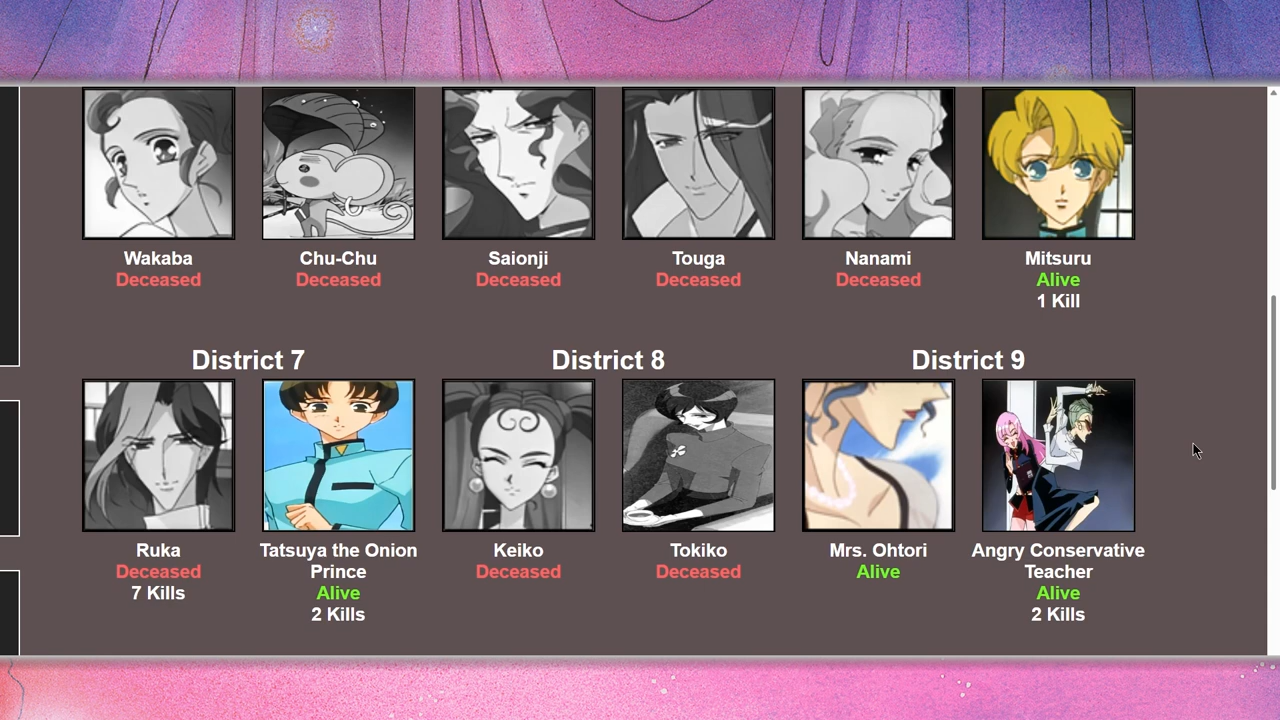 Wakaba
Deceased
Chu-Chu
Deceased
Saionji
Deceased
Touga
Deceased
Nanami
Deceased
Mitsuru
Alive
1 Kill
District 7
District 8
District 9
Ruka
Deceased
7 Kills
Tatsuya the Onion
Prince
Alive
2 Kills
Keiko
Deceased
Tokiko
Deceased
Mrs. Ohtori
Alive
Angry Conservative
Teacher
Alive
2 Kills